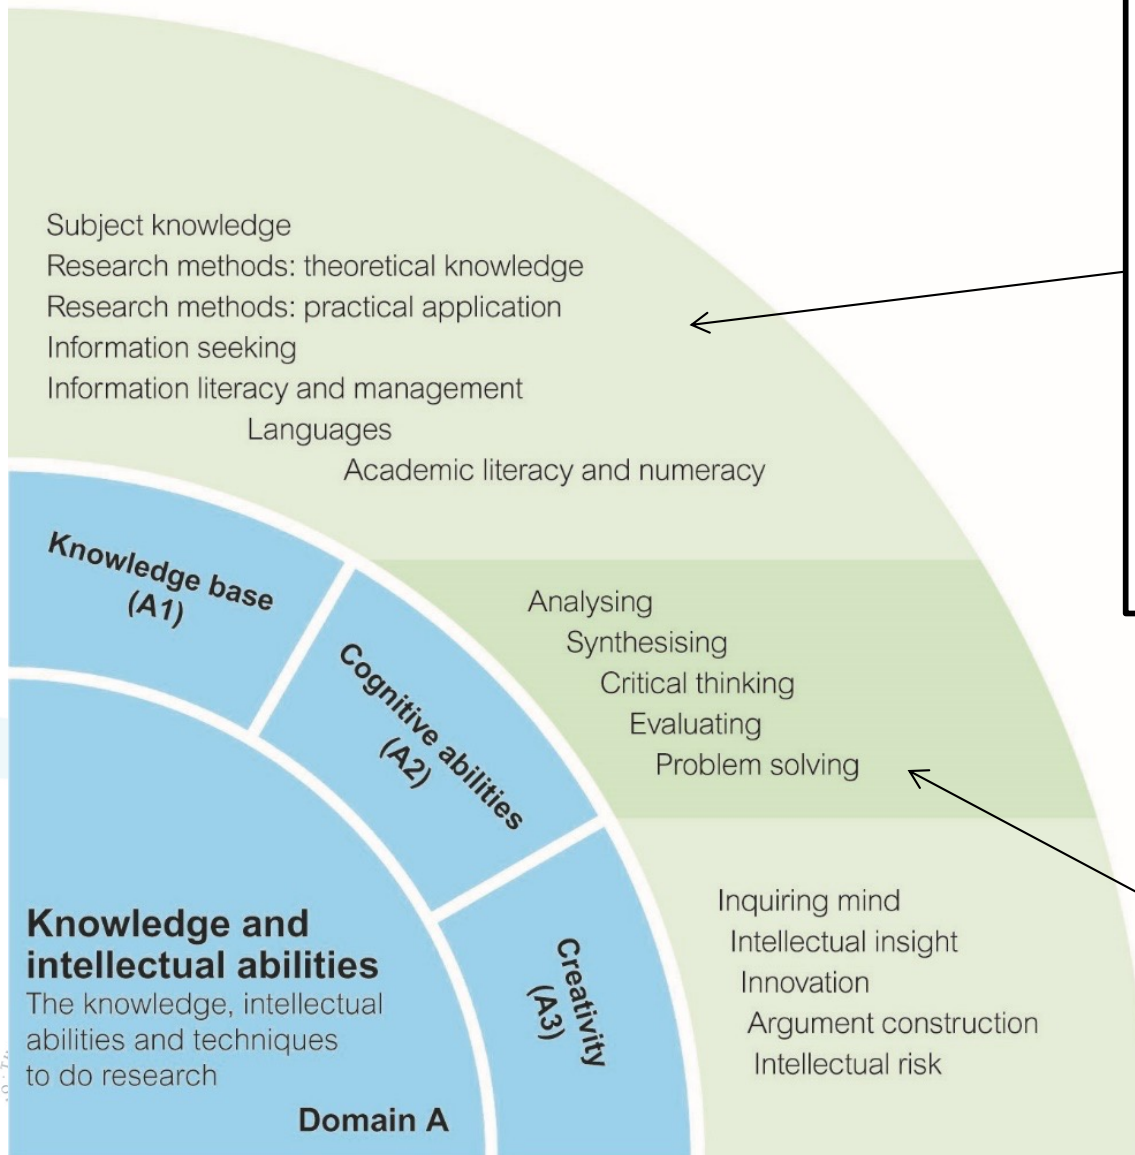 Subject knowledge
Research methods: theoretical knowledge
Research methods: practical application
Information seeking
Information literacy and management
Languages
Academic literacy and numeracy
Knowledge base
(A1)
Analysing
Synthesising
Critical thinking
Evaluating
Problem solving
Cognitive abilities
(A2)
Inquiring mind
Intellectual insight
Innovation
Argument construction
Intellectual risk
Creativity
(A3)
Knowledge and
intellectual abilities
The knowledge, intellectual
abilities and techniques
to do research
Domain A